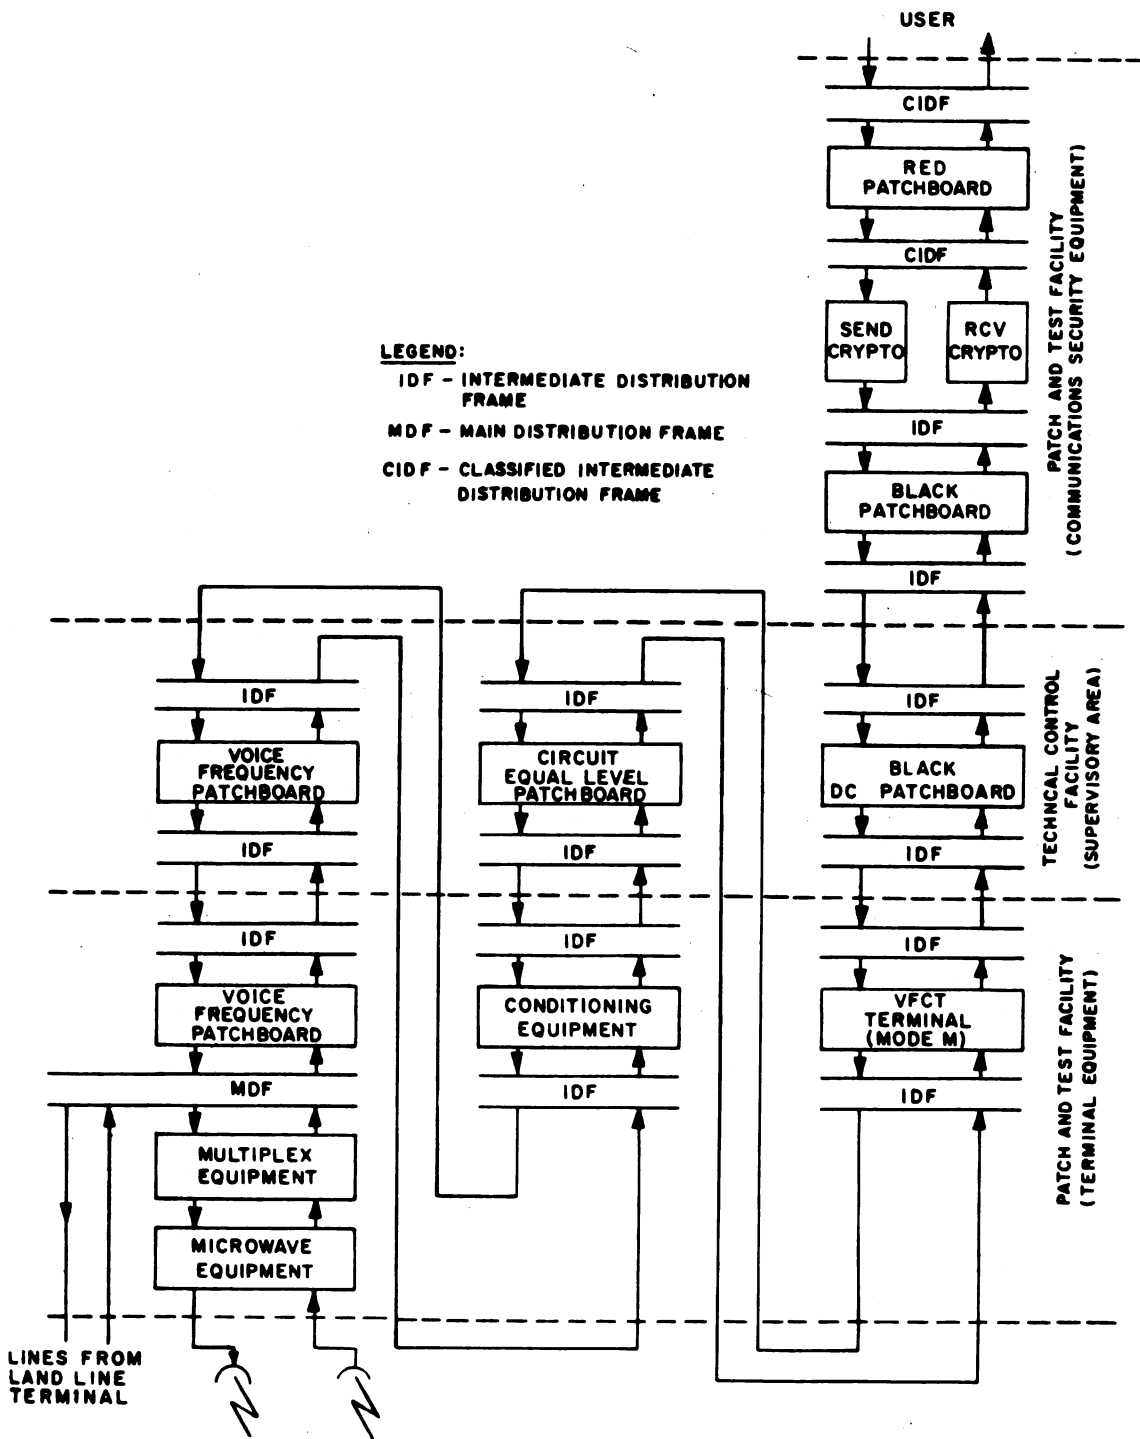 USER
CIDF
RED
PATCHBOARD
CIDF
SEND
CRYPTO
RCV
CRYPTO
IDF
BLACK
PATCHBOARD
IDF
PATCH AND TEST FACILITY
(COMMUNICATIONS SECURITY EQUIPMENT)
LEGEND:
IDF - INTERMEDIATE DISTRIBUTION
FRAME
MDF - MAIN DISTRIBUTION FRAME
CIDF - CLASSIFIED INTERMEDIATE
DISTRIBUTION FRAME
IDF
VOICE
FREQUENCY
PATCHBOARD
IDF
IDF
CIRCUIT
EQUAL LEVEL
PATCHBOARD
IDF
IDF
BLACK
DC PATCHBOARD
IDF
TECHNCAL CONTROL
FACILITY
(SUPERVISORY AREA)
IDF
VOICE
FREQUENCY
PATCHBOARD
MDF
MULTIPLEX
EQUIPMENT
MICROWAVE
EQUIPMENT
IDF
CONDITIONING
EQUIPMENT
IDF
IDF
VFCT
TERMINAL
(MODE M)
IDF
PATCH AND TEST FACILITY
(TERMINAL EQUIPMENT)
LINES FROM
LAND LINE
TERMINAL